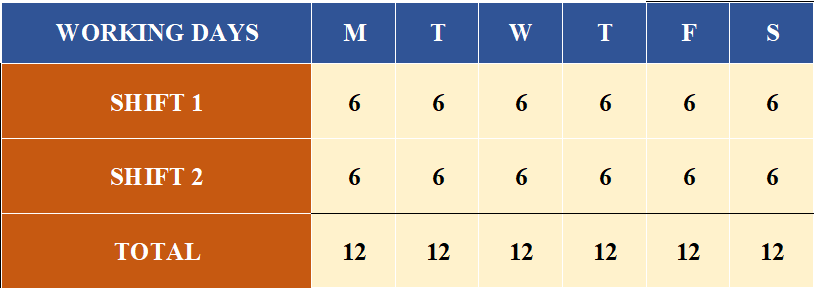 WORKING DAYS M T W T F S
SHIFT 1 6 6 6 6 6 6
SHIFT 2 6 6 6 6 6 6
TOTAL 12 12 12 12 12 12